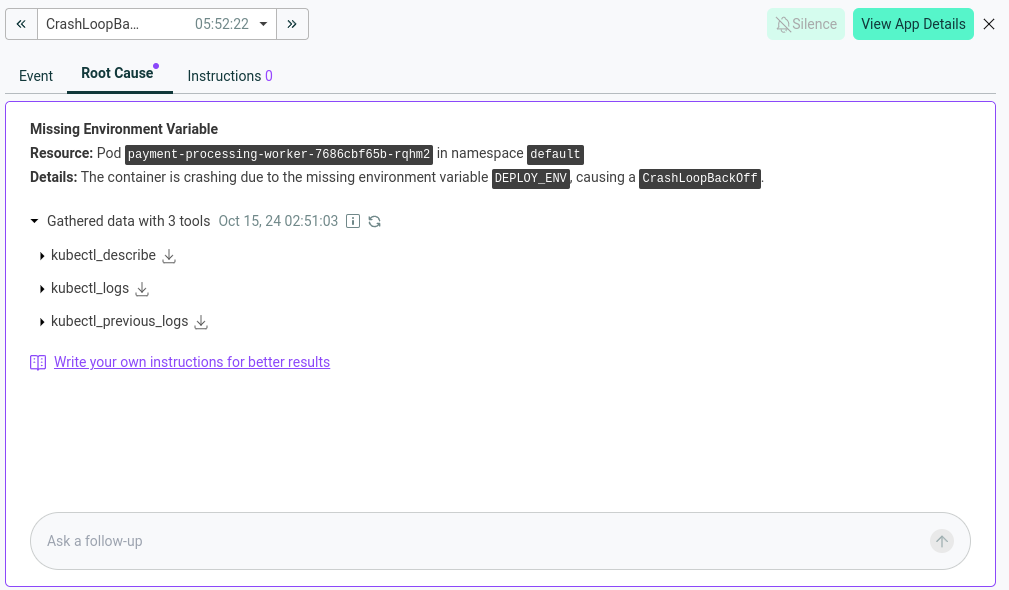 « CrashLoopBa... 05:52:22 » Silence View App Details
Event Root Cause Instructions 0
Missing Environment Variable
Resource: Pod payment-processing-worker-7686cbf65b-rqhm2 in namespace default
Details: The container is crashing due to the missing environment variable DEPLOY_ENV, causing a CrashLoopBackOff.
Gathered data with 3 tools Oct 15, 24 02:51:03
kubectl_describe
kubectl_logs
kubectl_previous_logs
Write your own instructions for better results
Ask a follow-up